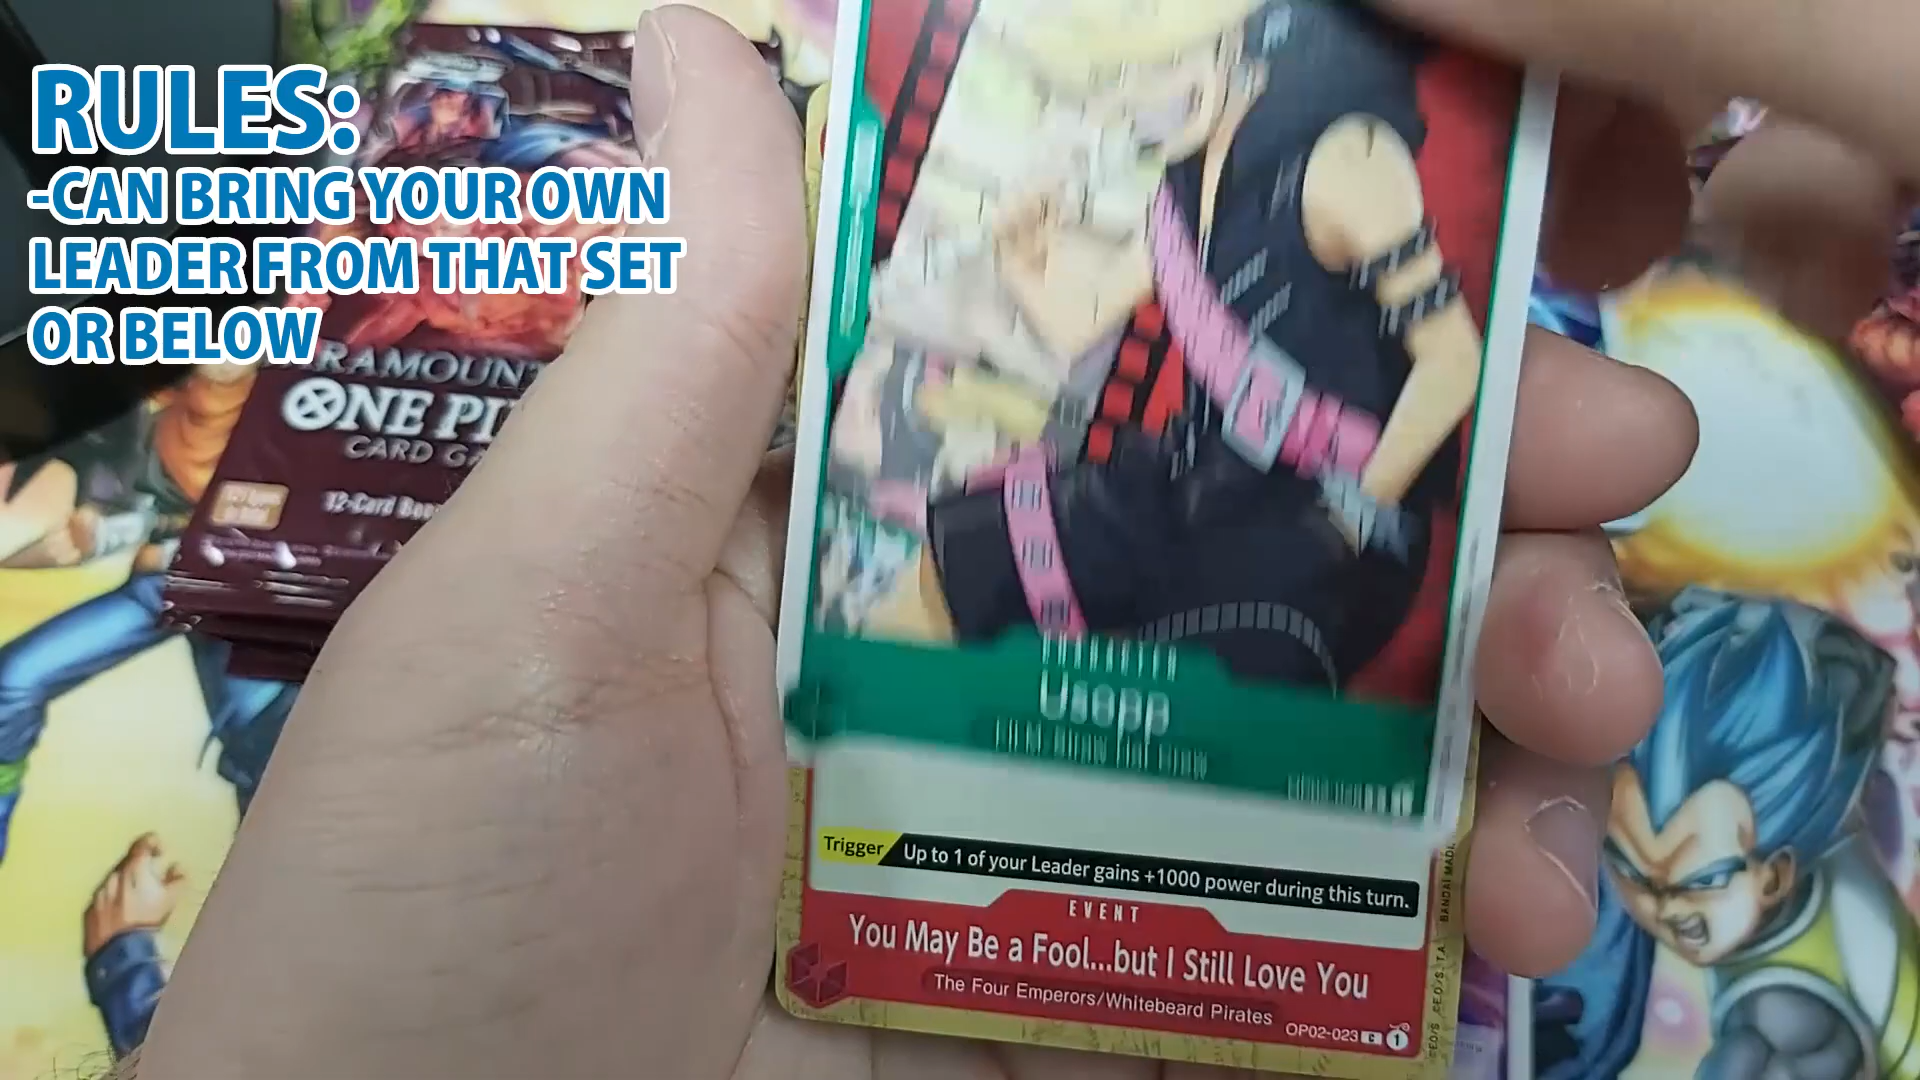 RULES:
-CAN BRING YOUR OWN
LEADER FROM THAT SET
OR BELOW
ONE PI
CARD GA
12-Card Boo
Usopp
Trigger Up to 1 of your Leader gains +1000 power during this turn.
EVENT
You May Be a Fool...but I Still Love You
The Four Emperors/Whitebeard Pirates
OP02-023 C 1